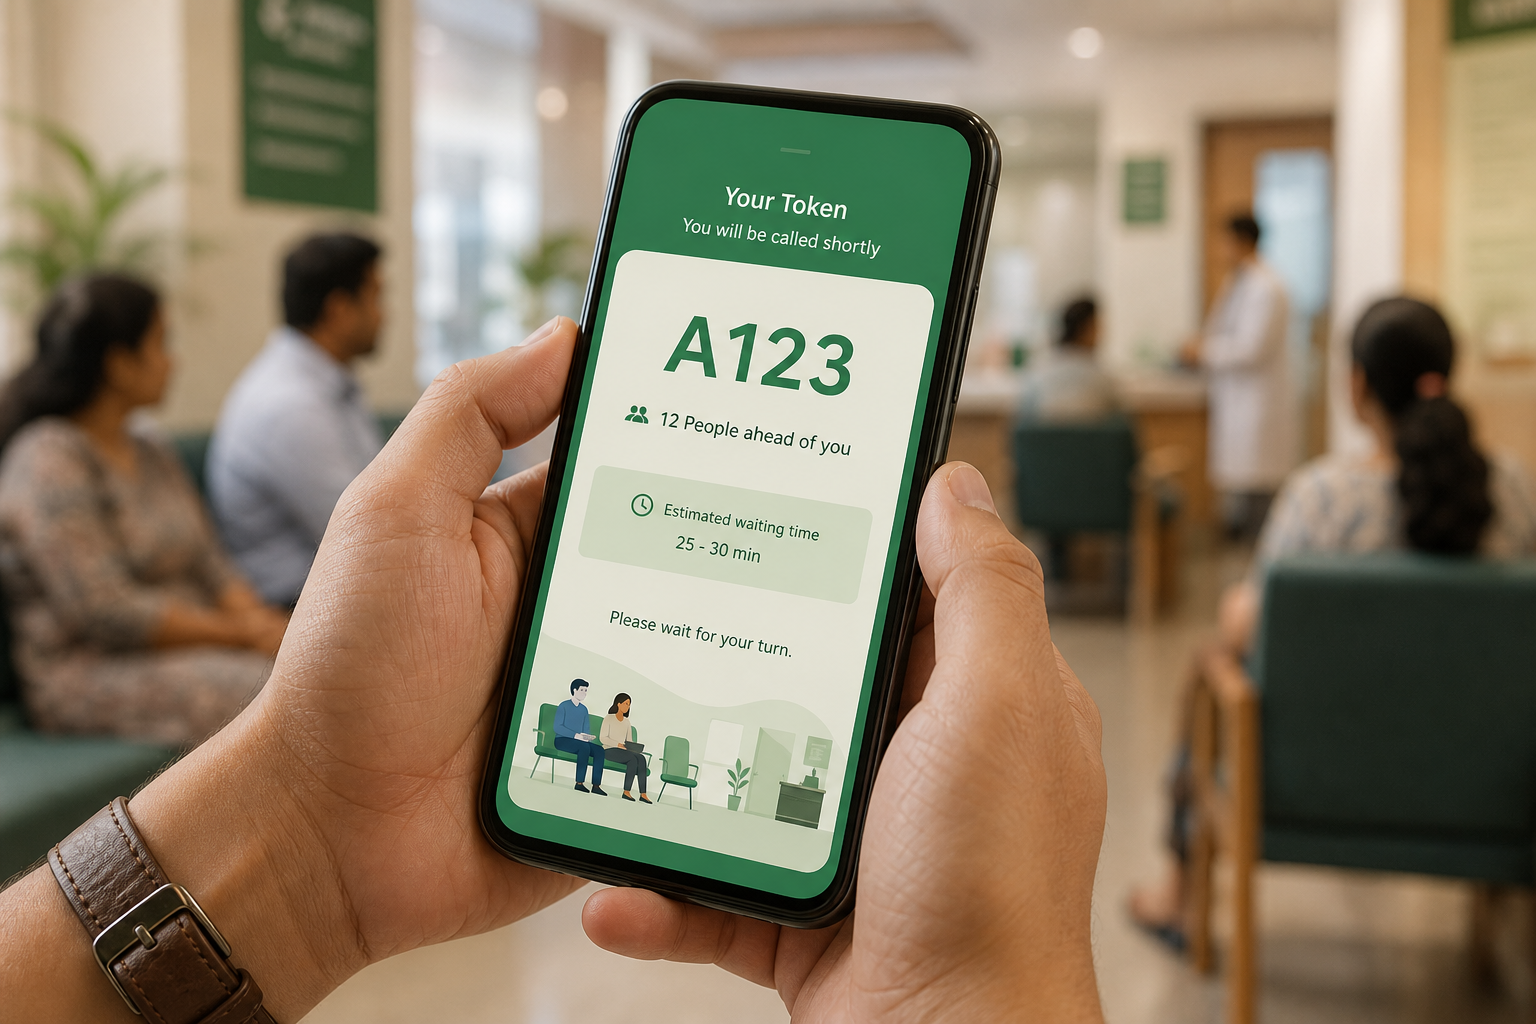 Your Token
You will be called shortly
A123
12 People ahead of you
Estimated waiting time
25 - 30 min
Please wait for your turn.